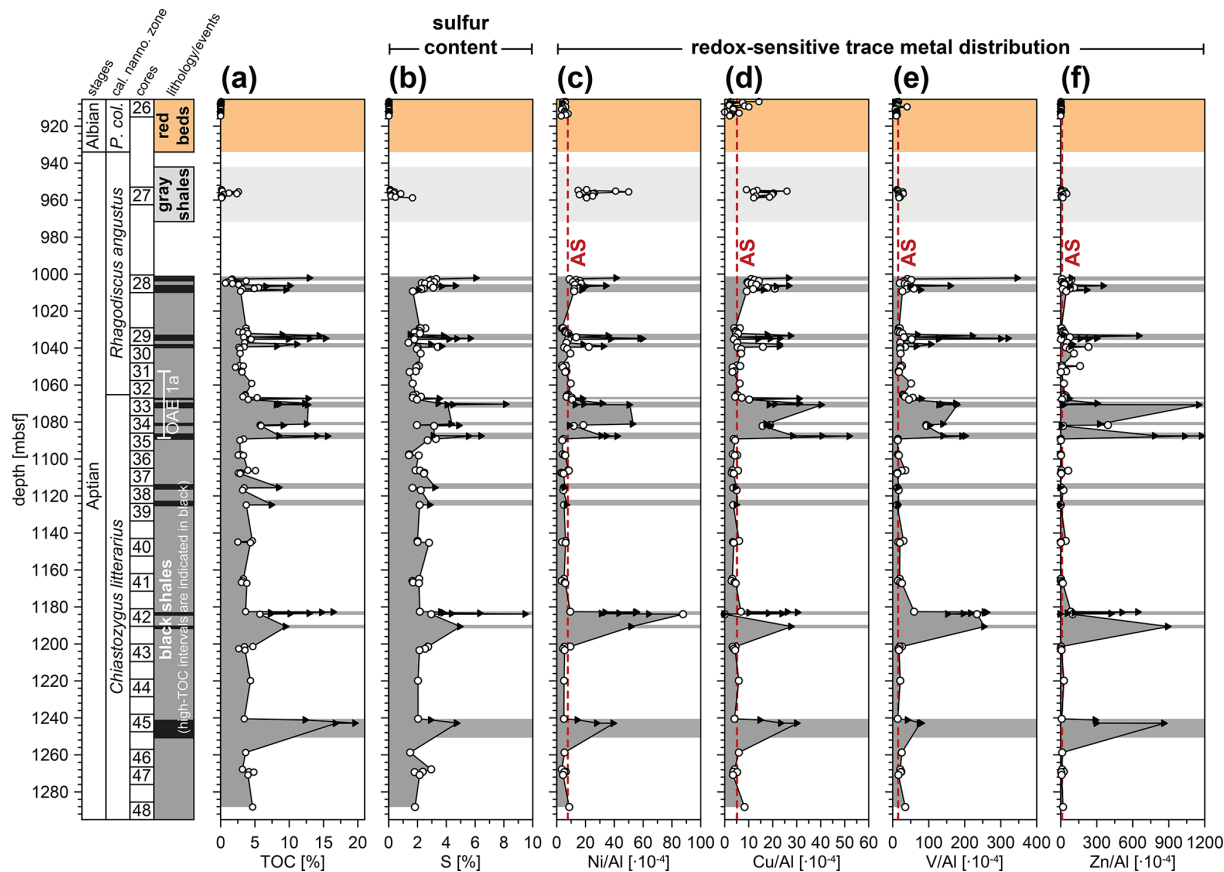 sulfur
content
redox-sensitive trace metal distribution
stages
cal. nanno. zone
cores
lithology/events
(a)
(b)
(c)
(d)
(e)
(f)
920
940
960
980
1000
1020
1040
1060
1080
1100
1120
1140
1160
1180
1200
1220
1240
1260
1280
depth [mbsf]
Albian
Aptian
P. col.
Rhagodiscus angustus
Chiastozygus litterarius
26
27
28
29
30
31
32
33
34
35
36
37
38
39
40
41
42
43
44
45
46
47
48
red
beds
gray
shales
OAE 1a
black shales
(high-TOC intervals are indicated in black)
AS
AS
AS
AS
0 5 10 15 20
TOC [%]
0 2 4 6 8 10
S [%]
0 20 40 60 80 100
Ni/Al [·10-4]
0 10 20 30 40 50 60
Cu/Al [·10-4]
0 100 200 300 400
V/Al [·10-4]
0 300 600 900 1200
Zn/Al [·10-4]